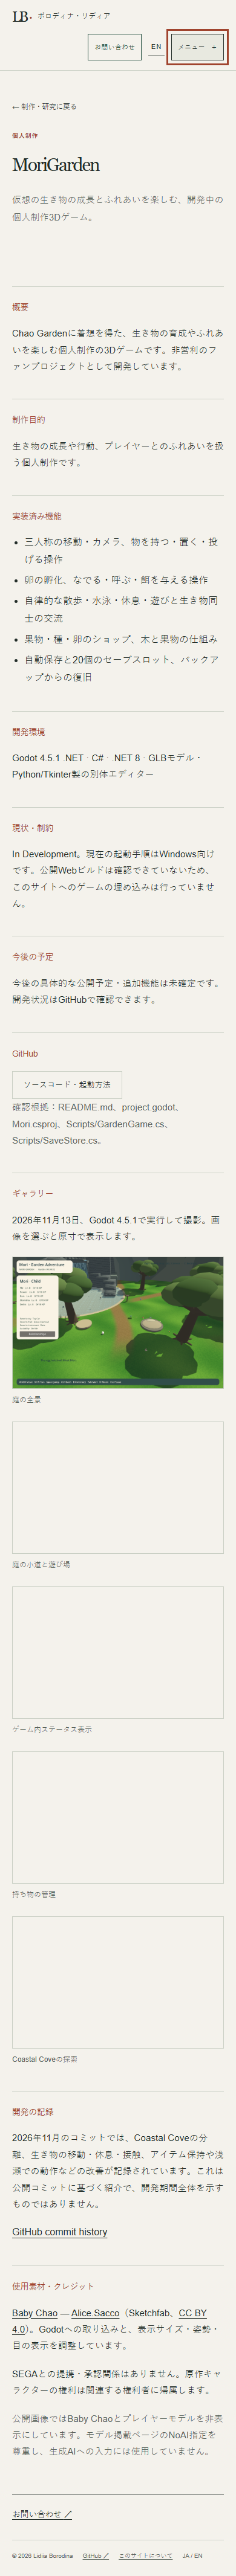 LB. ボロディナ・リディア
お問い合わせ EN メニュー +
← 制作・研究に戻る
個人制作
MoriGarden
仮想の生き物の成長とふれあいを楽しむ、開発中の
個人制作3Dゲーム。
概要
Chao Gardenに着想を得た、生き物の育成やふれあ
いを楽しむ個人制作の3Dゲームです。非営利のフ
ァンプロジェクトとして開発しています。
制作目的
生き物の成長や行動、プレイヤーとのふれあいを扱
う個人制作です。
実装済み機能
• 三人称の移動・カメラ、物を持つ・置く・投
げる操作
• 卵の孵化、なでる・呼ぶ・餌を与える操作
• 自律的な散歩・水泳・休息・遊びと生き物同
士の交流
• 果物・種・卵のショップ、木と果物の仕組み
• 自動保存と20個のセーブスロット、バックア
ップからの復旧
開発環境
Godot 4.5.1 .NET · C# · .NET 8 · GLBモデル・
Python/Tkinter製の別体エディター
現状・制約
In Development。現在の起動手順はWindows向け
です。公開Webビルドは確認できていないため、
このサイトへのゲームの埋め込みは行っていませ
ん。
今後の予定
今後の具体的な公開予定・追加機能は未確定です。
開発状況はGitHubで確認できます。
GitHub
ソースコード・起動方法
確認根拠：README.md、project.godot、
Mori.csproj、Scripts/GardenGame.cs、
Scripts/SaveStore.cs。
ギャラリー
2026年11月13日、Godot 4.5.1で実行して撮影。画
像を選ぶと原寸で表示します。
Mori · Garden Adventure
Mori · Child
庭の全景
庭の小道と遊び場
ゲーム内ステータス表示
持ち物の管理
Coastal Coveの探索
開発の記録
2026年11月のコミットでは、Coastal Coveの分
離、生き物の移動・休息・接触、アイテム保持や浅
瀬での動作などの改善が記録されています。これは
公開コミットに基づく紹介で、開発期間全体を示す
ものではありません。
GitHub commit history
使用素材・クレジット
Baby Chao — Alice.Sacco（Sketchfab、CC BY
4.0）。Godotへの取り込みと、表示サイズ・姿勢・
目の表示を調整しています。
SEGAとの提携・承認関係はありません。原作キャ
ラクターの権利は関連する権利者に帰属します。
公開画像ではBaby Chaoとプレイヤーモデルを非表
示にしています。モデル掲載ページのNoAI指定を
尊重し、生成AIへの入力には使用していません。
お問い合わせ ↗
© 2026 Lidiia Borodina GitHub ↗ このサイトについて JA / EN